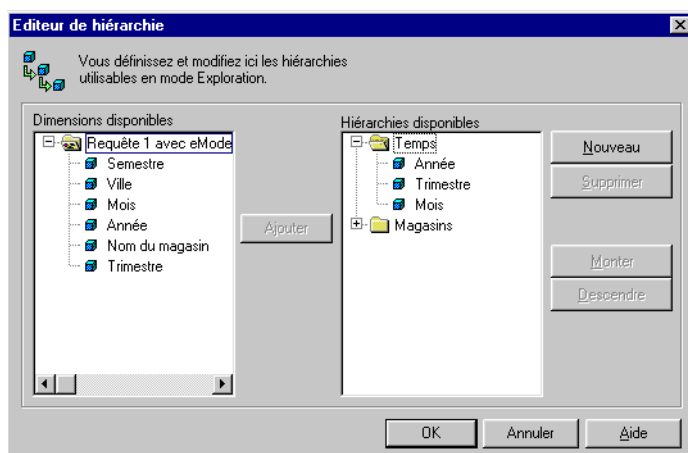 Editeur de hiérarchie
Vous définissez et modifiez ici les hiérarchies
utilisables en mode Exploration.
Dimensions disponibles
Requête 1 avec eMode
Semestre
Ville
Mois
Année
Nom du magasin
Trimestre
Ajouter
Hiérarchies disponibles
Temps
Année
Trimestre
Mois
Magasins
Nouveau
Supprimer
Monter
Descendre
OK
Annuler
Aide